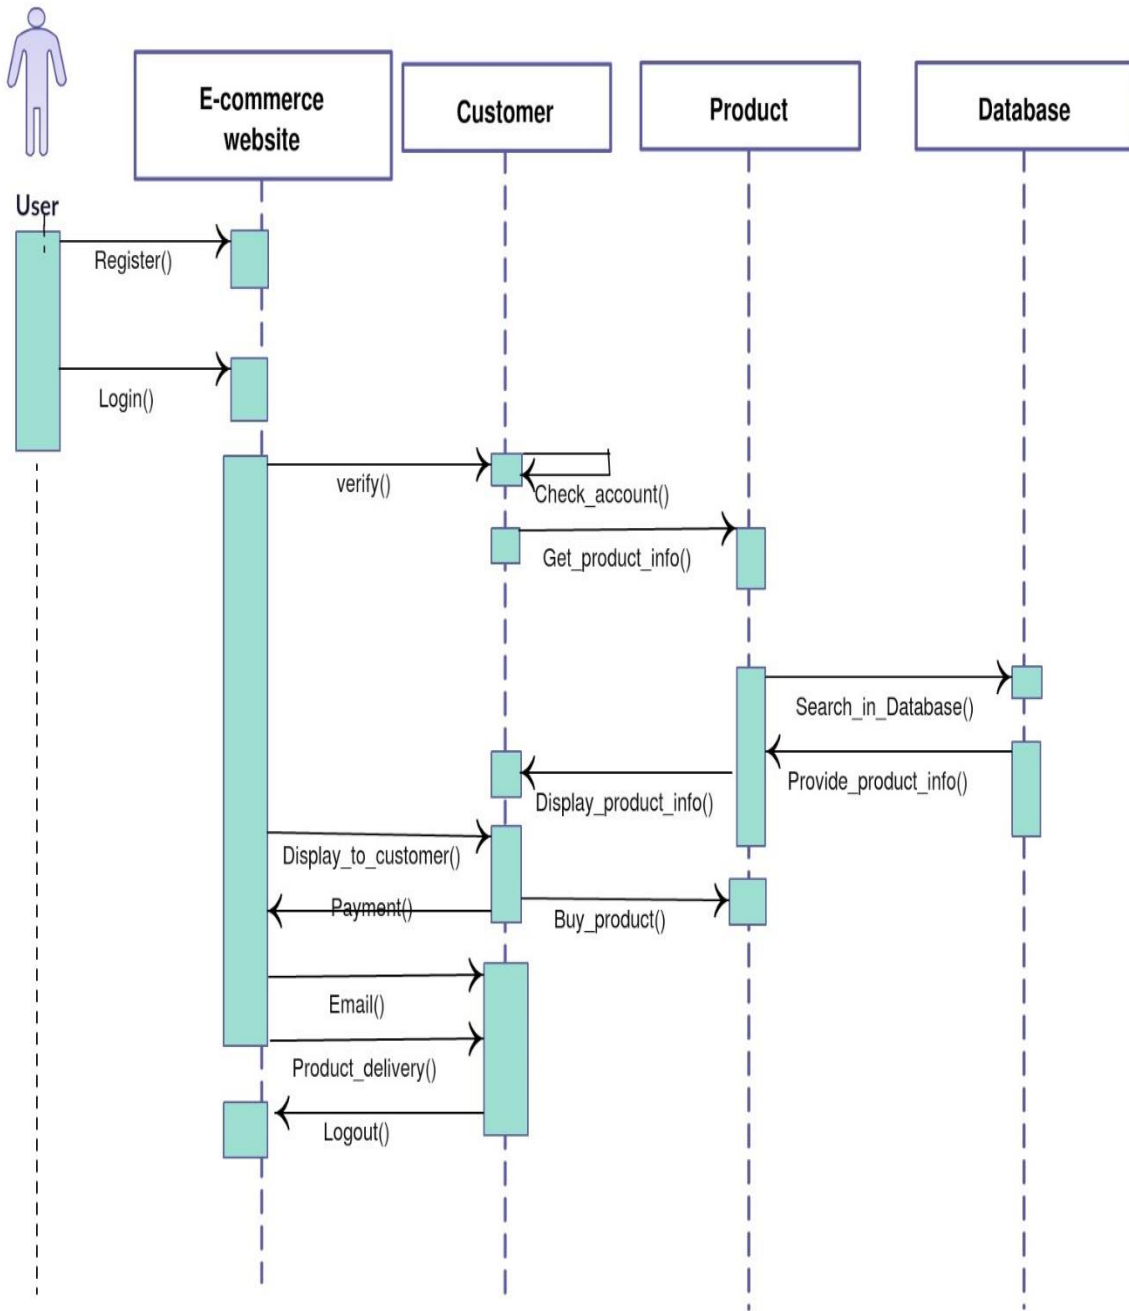 E-commerce
website
Customer
Product
Database
User
Register()
Login()
verify()
Check_account()
Get_product_info()
Search_in_Database()
Provide_product_info()
Display_product_info()
Display_to_customer()
Payment()
Buy_product()
Email()
Product_delivery()
Logout()